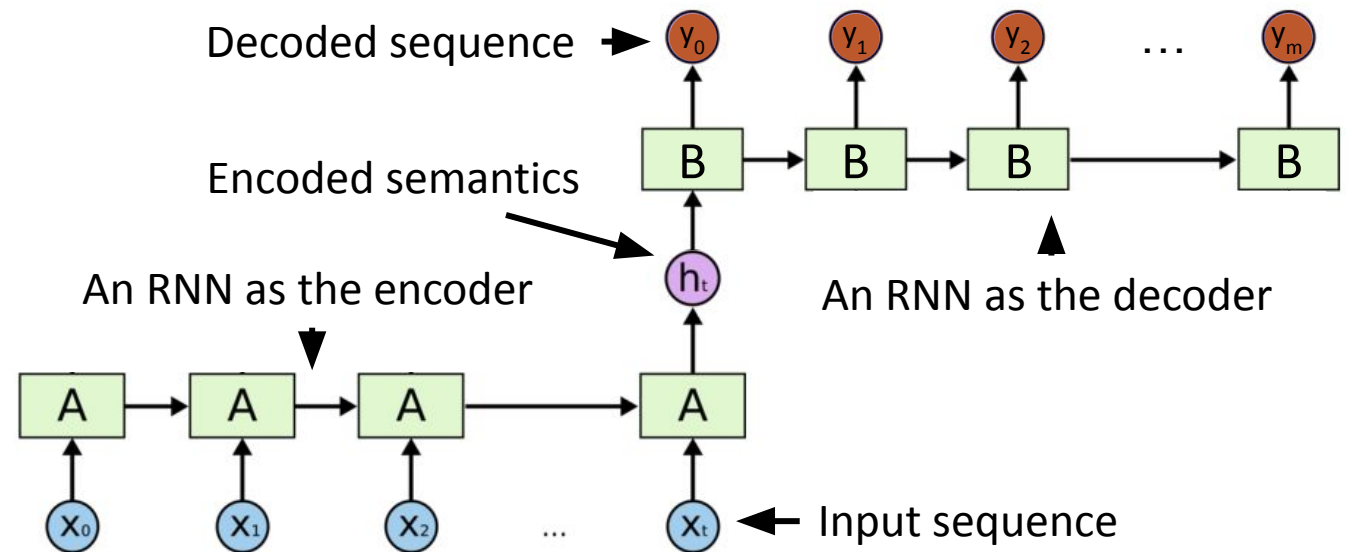 Decoded sequence y0 y1 y2 ... ym
B B B B
Encoded semantics
ht
An RNN as the encoder An RNN as the decoder
A A A A
x0 x1 x2 ... xt Input sequence